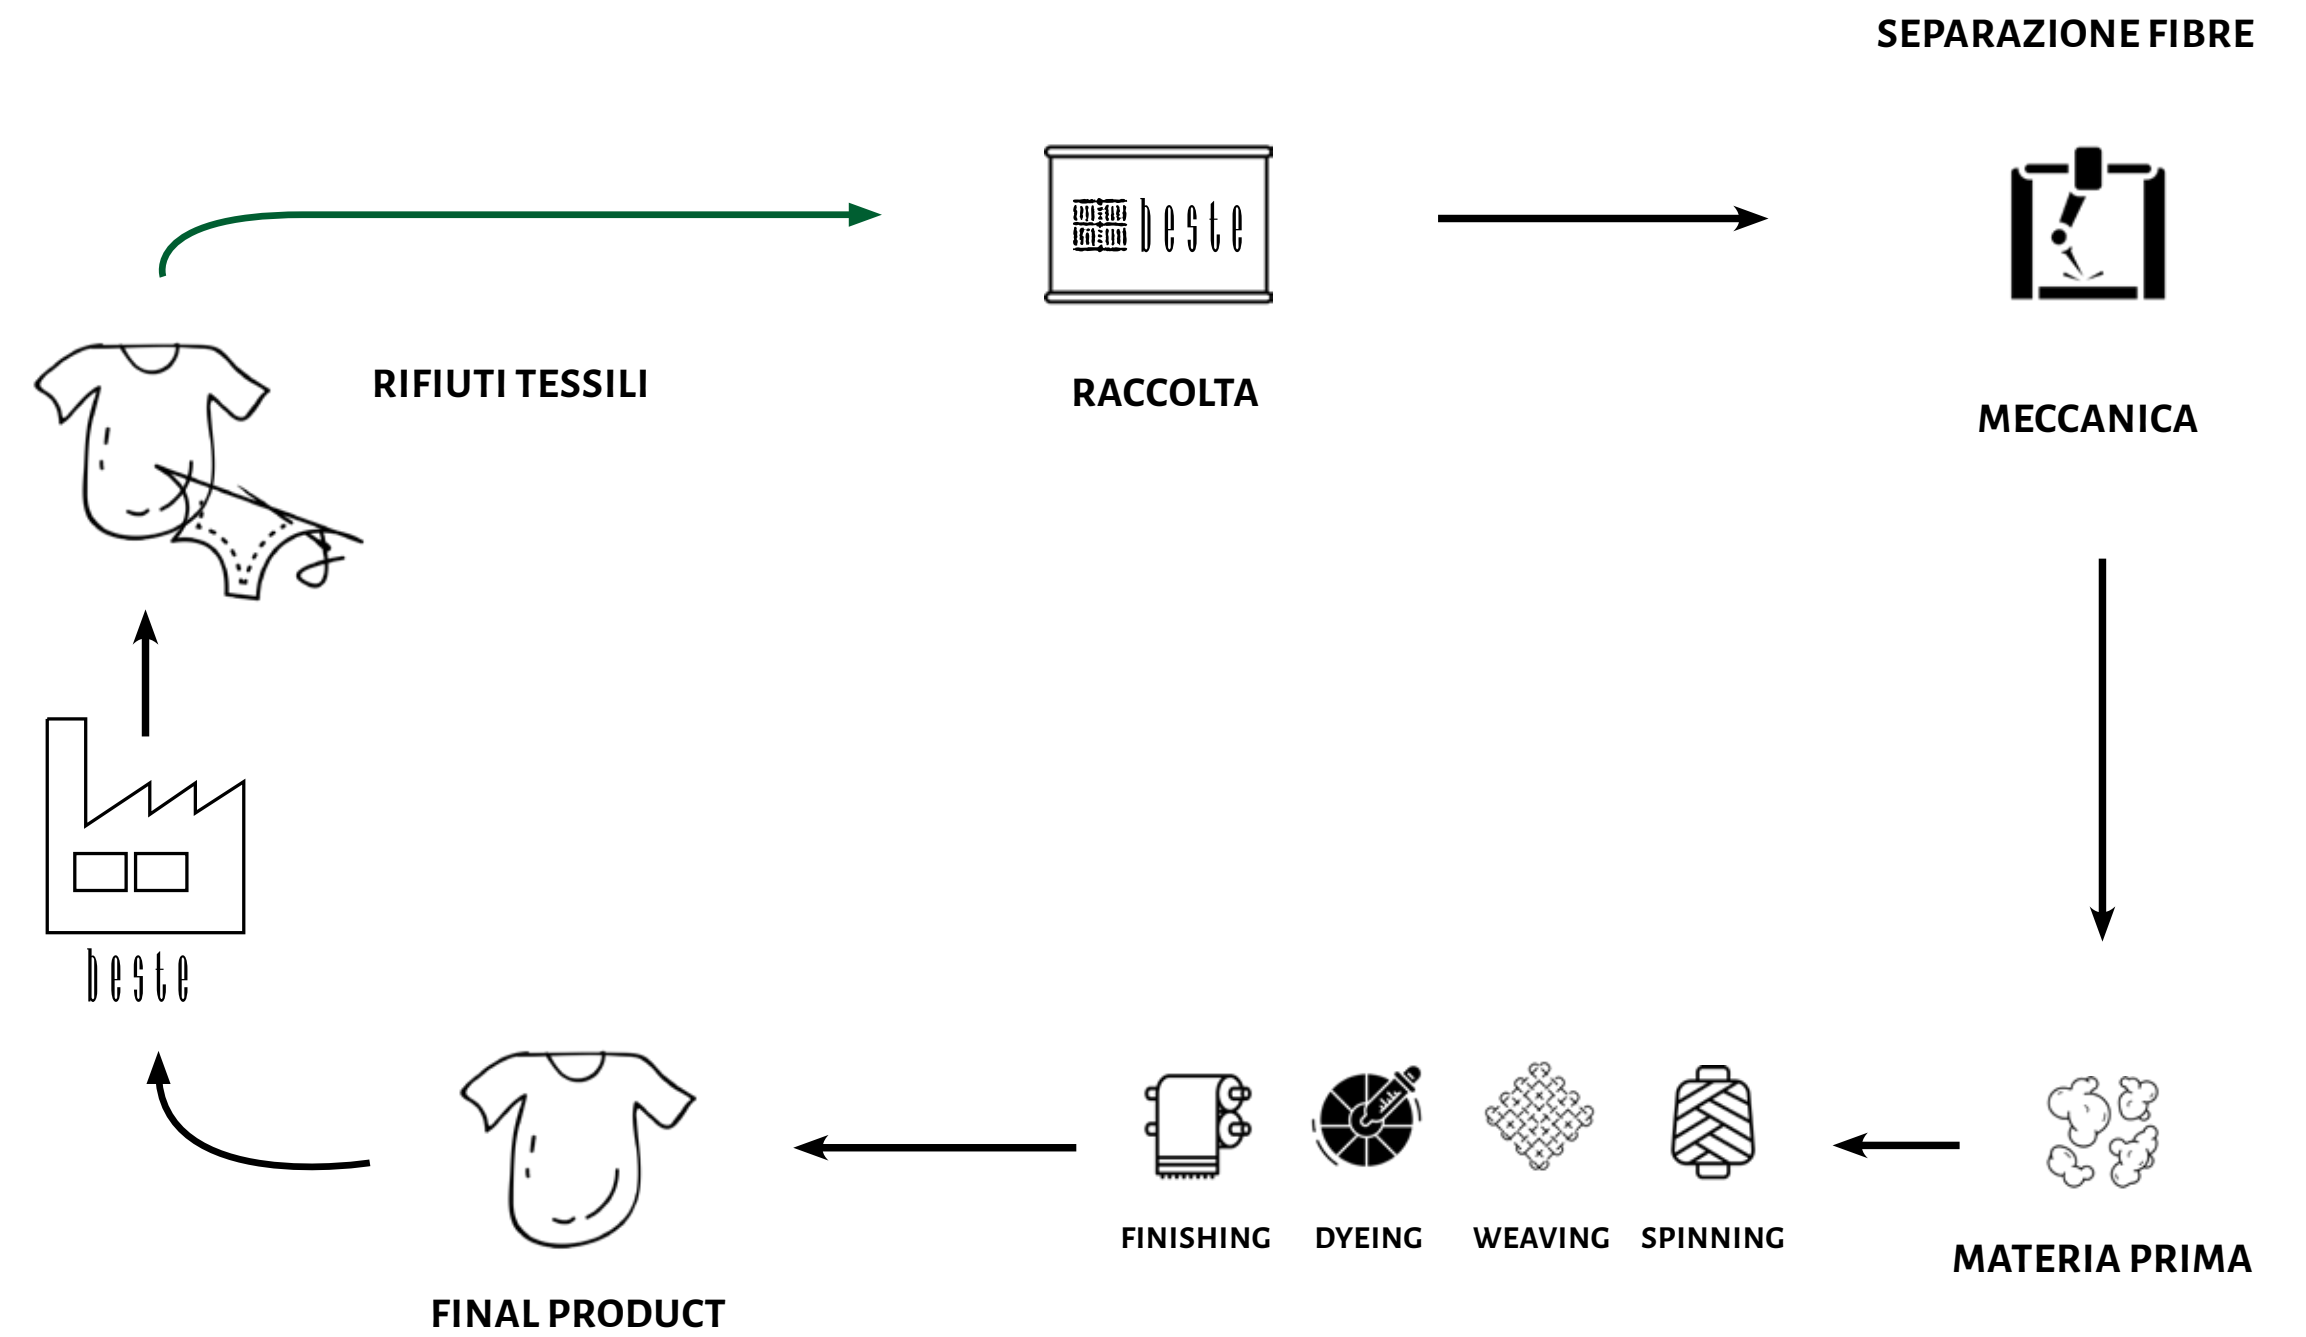 SEPARAZIONE FIBRE
beste
RIFIUTI TESSILI
RACCOLTA
MECCANICA
beste
FINISHING
DYEING
WEAVING
SPINNING
MATERIA PRIMA
FINAL PRODUCT